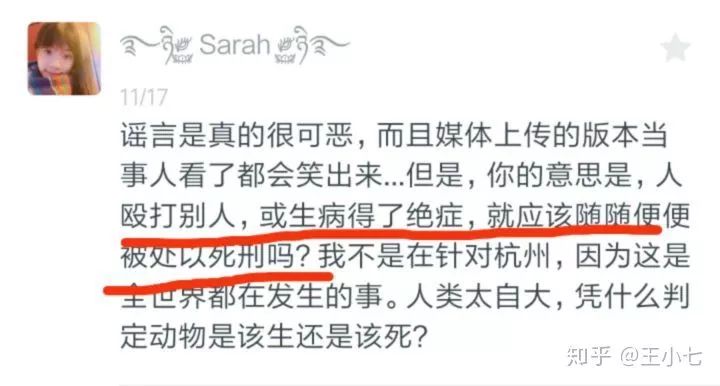 Sarah
11/17
谣言是真的很可恶，而且媒体上传的版本当
事人看了都会笑出来...但是，你的意思是，人
殴打别人，或生病得了绝症，就应该随随便便
被处以死刑吗？我不是在针对杭州，因为这是
全世界都在发生的事。人类太自大，凭什么判
定动物是该生还是该死？
知乎 @王小七